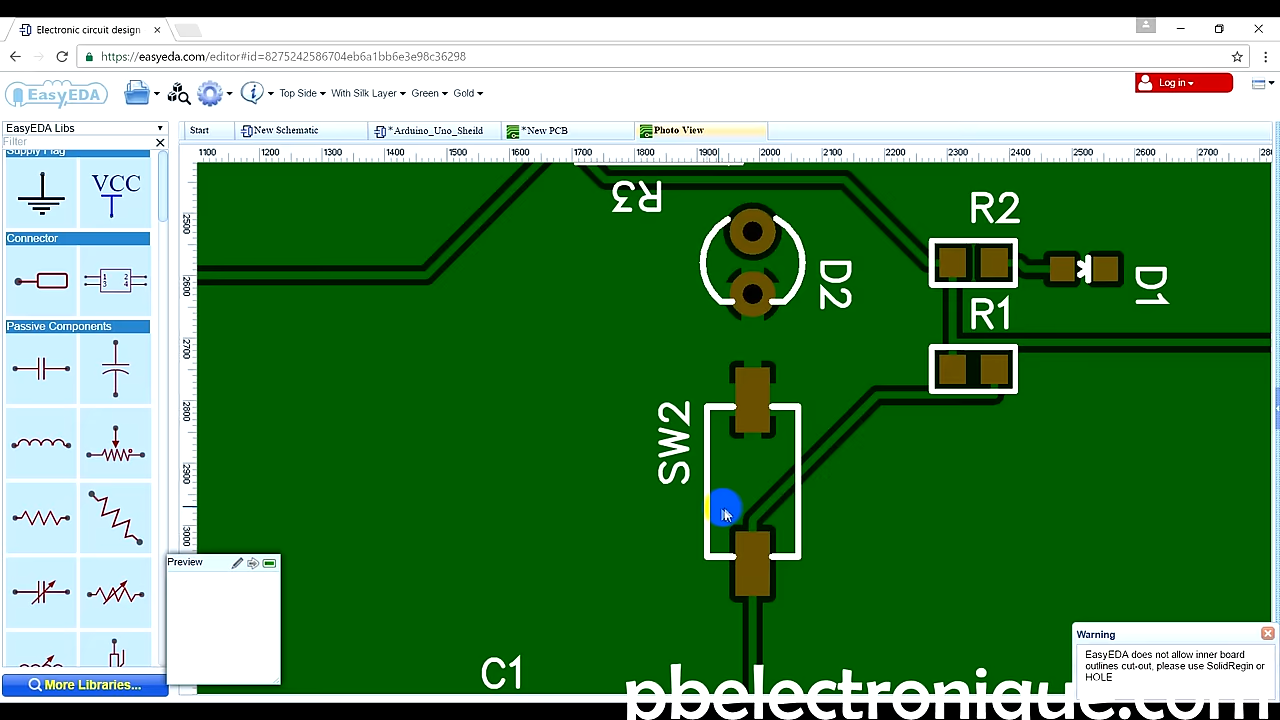 Electronic circuit design
https://easyeda.com/editor#id=8275242586704eb6a1bb6e3e98c36298
EasyEDA
Top Side
With Silk Layer
Green
Gold
Log in
EasyEDA Libs
Start
New Schematic
*Arduino_Uno_Sheild
*New PCB
Photo View
Filter
Supply Flag
1100 1200 1300 1400 1500 1600 1700 1800 1900 2000 2100 2200 2300 2400 2500 2600 2700
2500
2600
2700
2800
2900
3000
VCC
Connector
Passive Components
R3
D2
R2
D1
R1
SW2
C1
Preview
More Libraries...
Warning
EasyEDA does not allow inner board
outlines cut-out, please use SolidRegin or
HOLE
pbelectronique.com